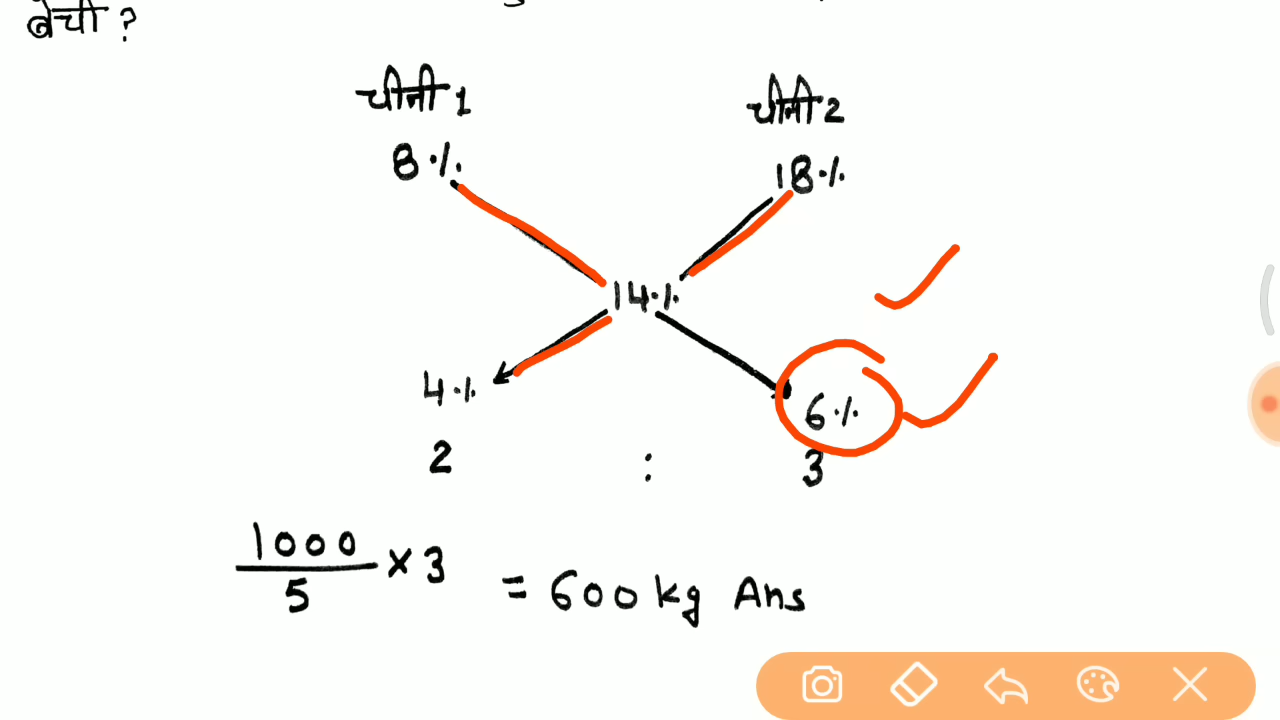 बेची ?
चीनी 1 चीनी 2
8% 18%
14%
4% 6%
2 : 3
1000/5 × 3 = 600 kg Ans